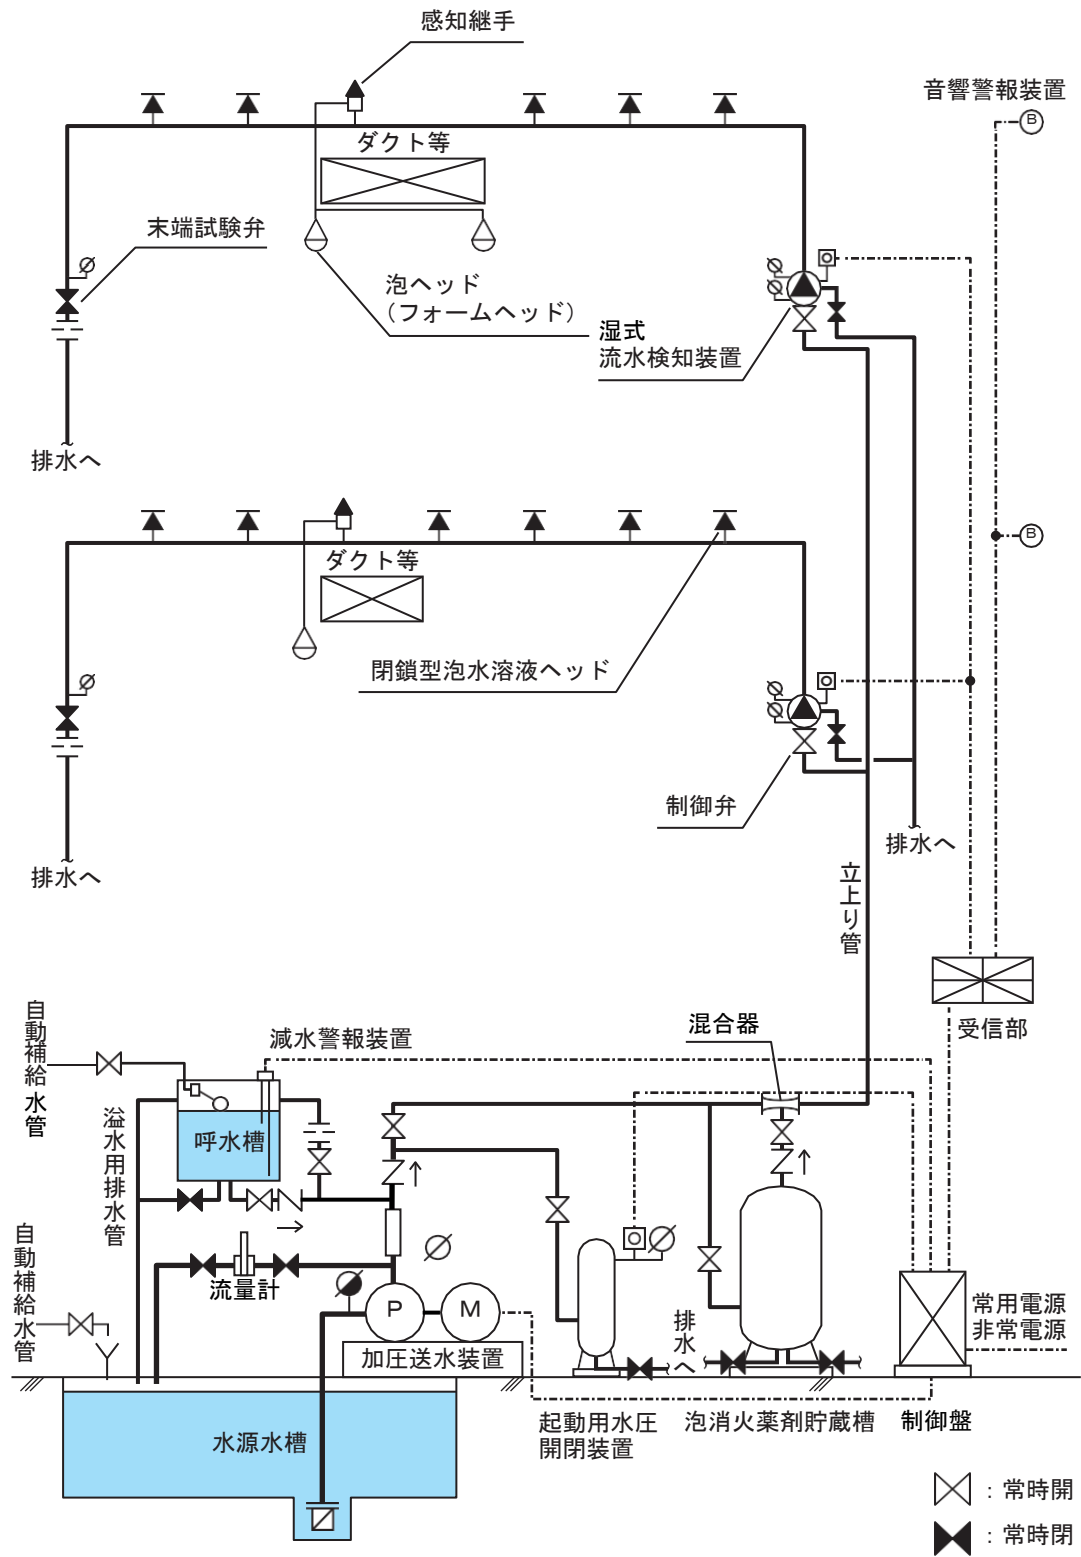 感知継手
音響警報装置
B
ダクト等
末端試験弁
泡ヘッド
（フォームヘッド）
湿式
流水検知装置
排水へ
B
ダクト等
閉鎖型泡水溶液ヘッド
制御弁
排水へ
排水へ
立上り管
受信部
自動補給水管
減水警報装置
混合器
呼水槽
溢水用排水管
自動補給水管
流量計
P
M
加圧送水装置
排水へ
常用電源
非常電源
水源水槽
起動用水圧
開閉装置
泡消火薬剤貯蔵槽
制御盤
：常時開
：常時閉